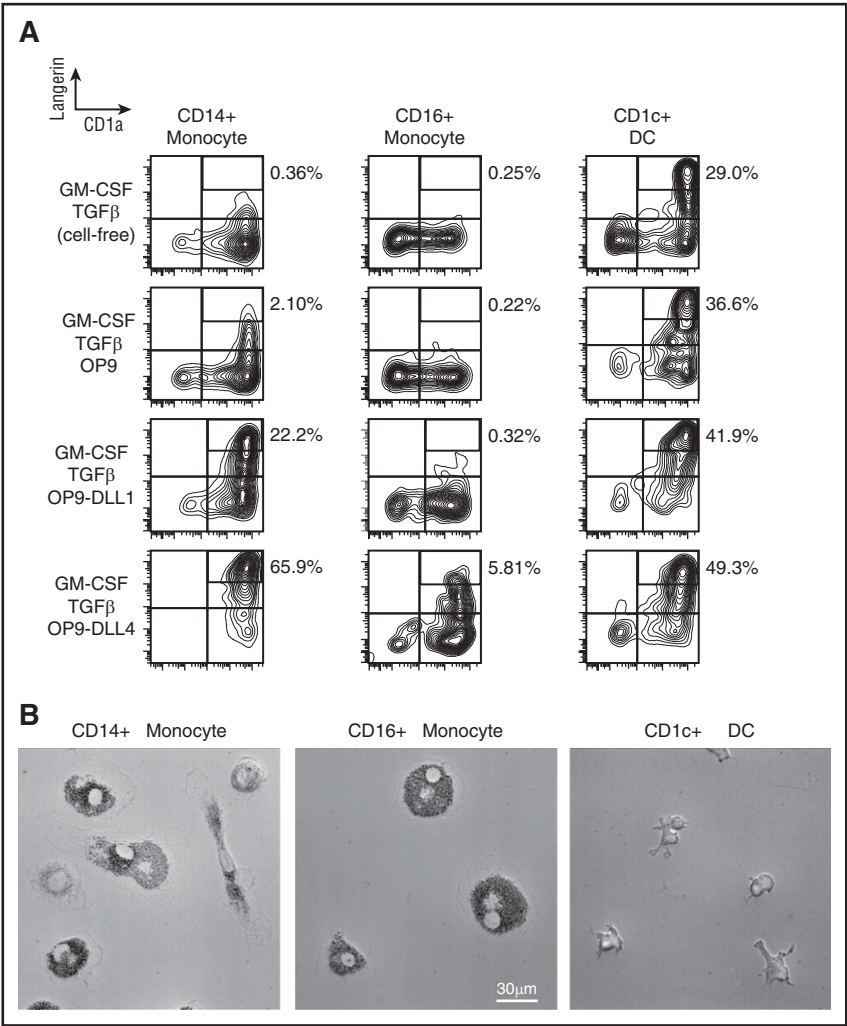 A
Langerin
CD1a
CD14+
Monocyte
CD16+
Monocyte
CD1c+
DC
GM-CSF
TGFβ
(cell-free)
0.36%
0.25%
29.0%
GM-CSF
TGFβ
OP9
2.10%
0.22%
36.6%
GM-CSF
TGFβ
OP9-DLL1
22.2%
0.32%
41.9%
GM-CSF
TGFβ
OP9-DLL4
65.9%
5.81%
49.3%
B
CD14+ Monocyte
CD16+ Monocyte
CD1c+ DC
30μm